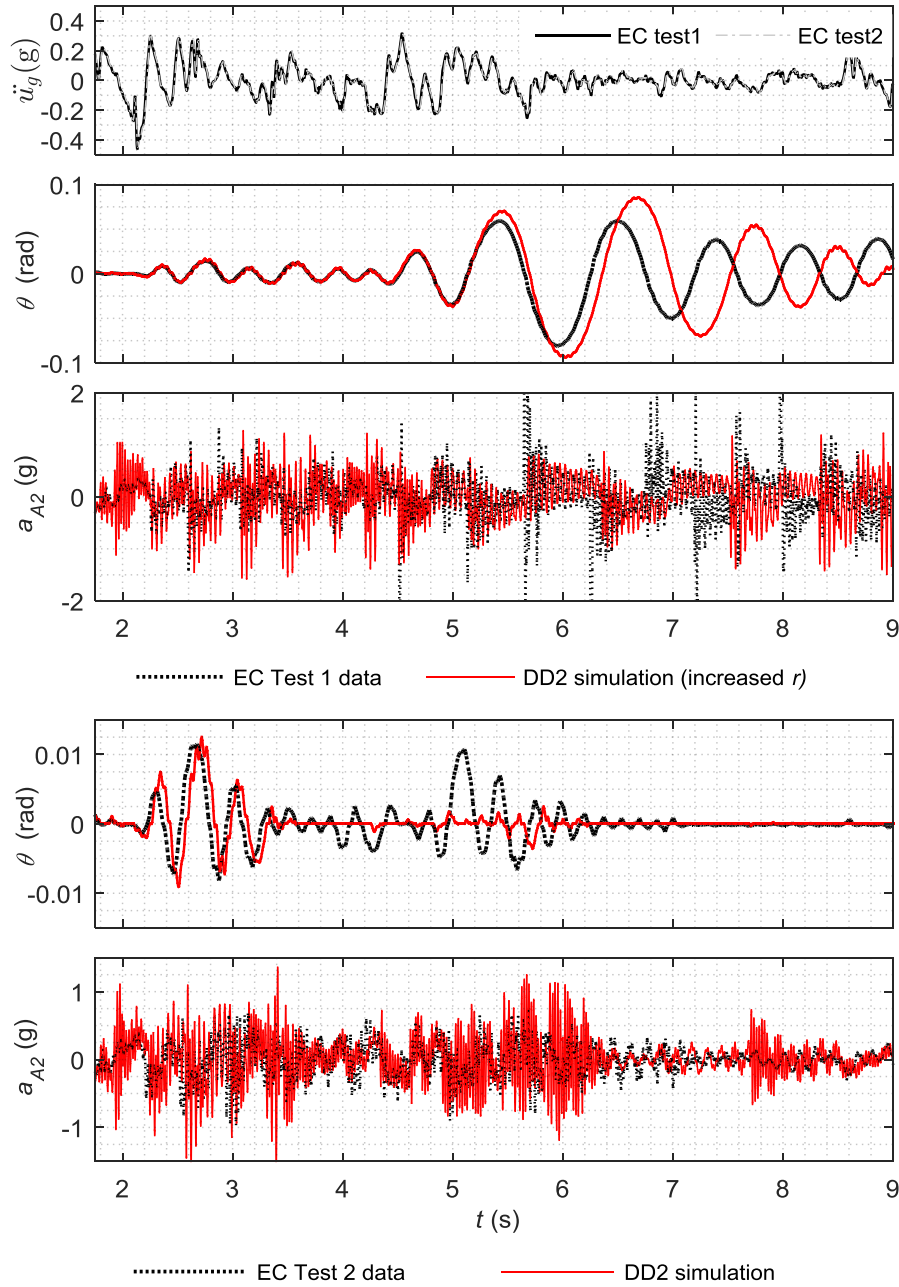 EC test1 EC test2
0.4
0.2
0
-0.2
-0.4
üg(g)
0.1
0
-0.1
θ (rad)
2
0
-2
aA2 (g)
2 3 4 5 6 7 8 9
EC Test 1 data DD2 simulation (increased r)
0.01
0
-0.01
θ (rad)
1
0
-1
aA2 (g)
2 3 4 5 6 7 8 9
t (s)
EC Test 2 data DD2 simulation